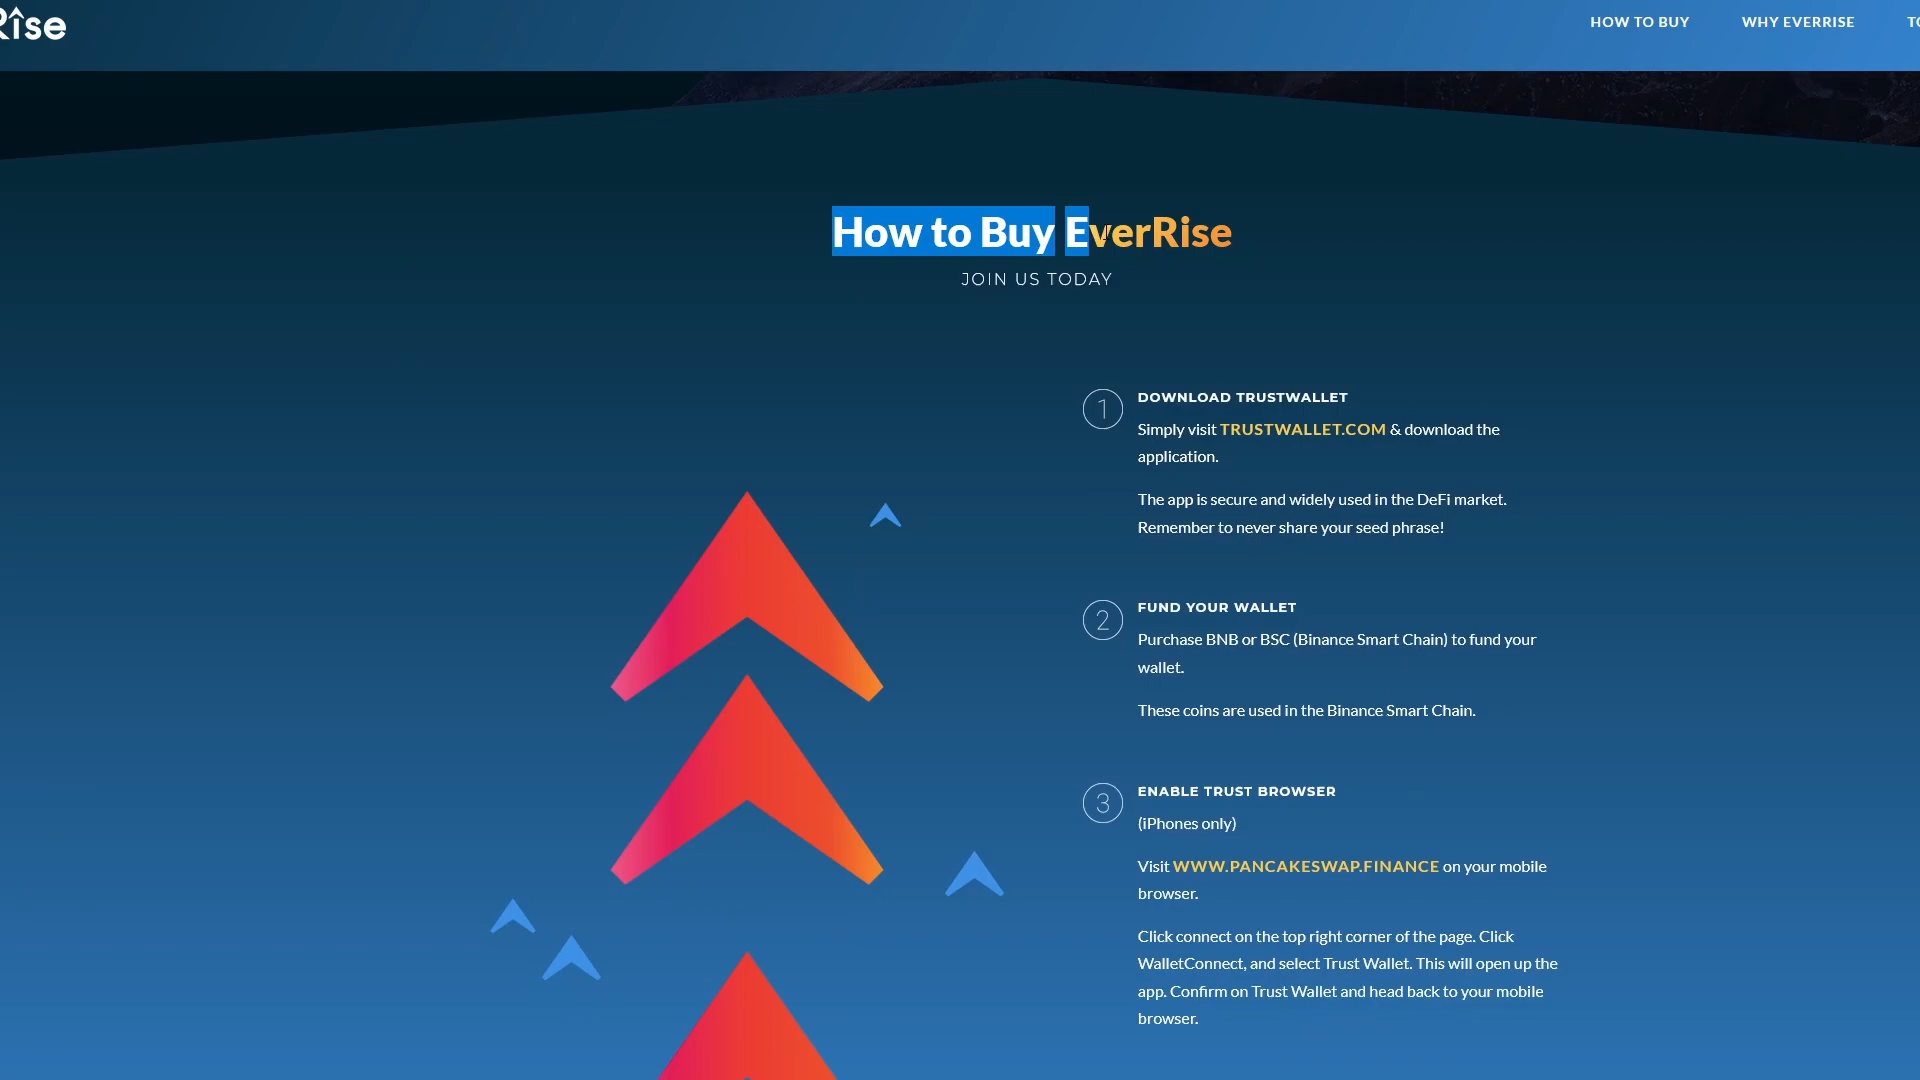 Rise
HOW TO BUY
WHY EVERRISE
How to Buy EverRise
JOIN US TODAY
1
DOWNLOAD TRUSTWALLET
Simply visit TRUSTWALLET.COM & download the
application.
The app is secure and widely used in the DeFi market.
Remember to never share your seed phrase!
2
FUND YOUR WALLET
Purchase BNB or BSC (Binance Smart Chain) to fund your
wallet.
These coins are used in the Binance Smart Chain.
3
ENABLE TRUST BROWSER
(iPhones only)
Visit WWW.PANCAKESWAP.FINANCE on your mobile
browser.
Click connect on the top right corner of the page. Click
WalletConnect, and select Trust Wallet. This will open up the
app. Confirm on Trust Wallet and head back to your mobile
browser.